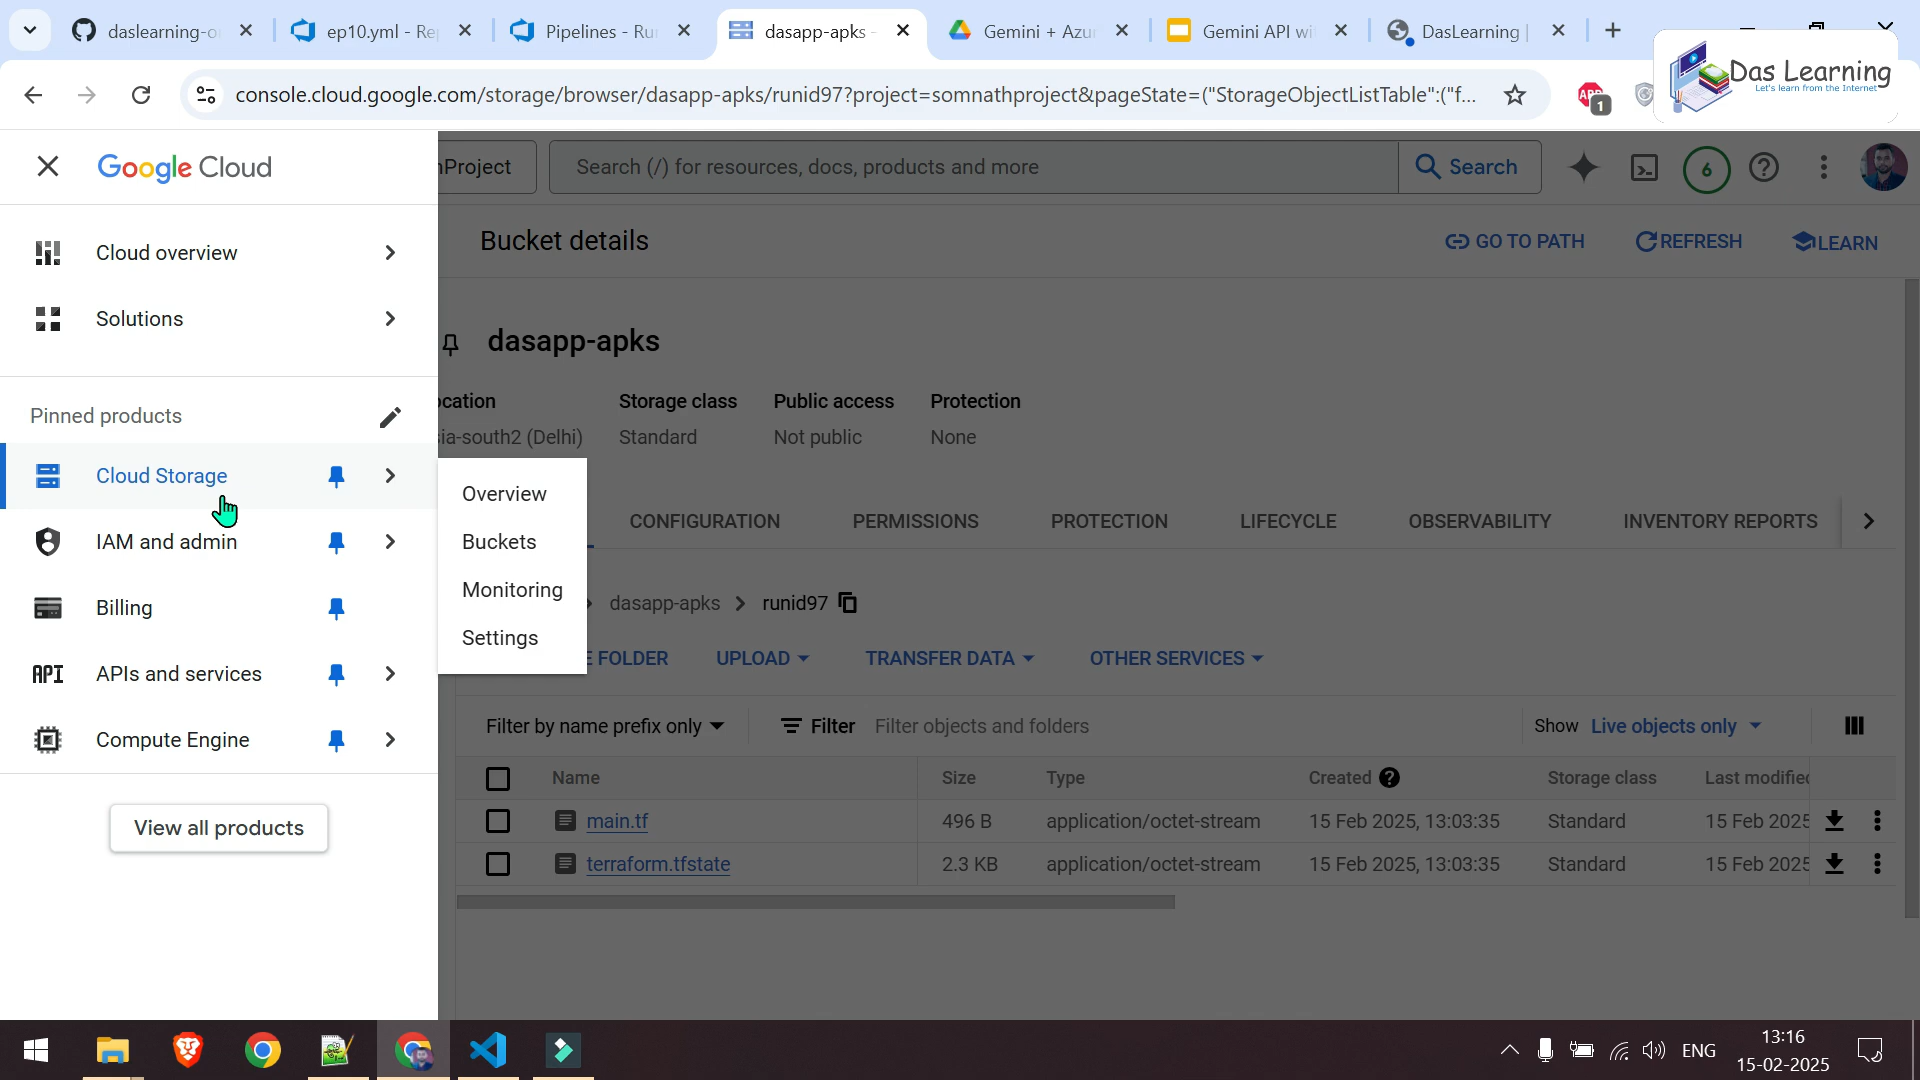 daslearning-o
ep10.yml - Re
Pipelines - Ru
dasapp-apks -
Gemini + Azu
Gemini API wi
DasLearning |
console.cloud.google.com/storage/browser/dasapp-apks/runid97?project=somnathproject&pageState=("StorageObjectListTable":("f...
ABP
1
Das Learning
Let's learn from the Internet
Google Cloud
nProject
Search (/) for resources, docs, products and more
Search
6
Cloud overview
Solutions
Pinned products
Cloud Storage
IAM and admin
Billing
API
APIs and services
Compute Engine
View all products
Overview
Buckets
Monitoring
Settings
Bucket details
GO TO PATH
REFRESH
LEARN
dasapp-apks
ocation
Storage class
Public access
Protection
ia-south2 (Delhi)
Standard
Not public
None
CONFIGURATION
PERMISSIONS
PROTECTION
LIFECYCLE
OBSERVABILITY
INVENTORY REPORTS
dasapp-apks
runid97
E FOLDER
UPLOAD
TRANSFER DATA
OTHER SERVICES
Filter by name prefix only
Filter
Filter objects and folders
Show
Live objects only
Name
Size
Type
Created
Storage class
Last modified
main.tf
496 B
application/octet-stream
15 Feb 2025, 13:03:35
Standard
15 Feb 2025
terraform.tfstate
2.3 KB
application/octet-stream
15 Feb 2025, 13:03:35
Standard
15 Feb 2025
ENG
13:16
15-02-2025